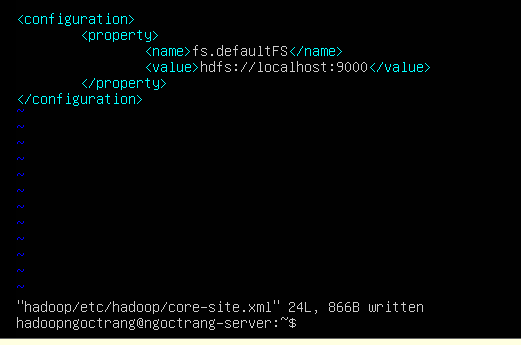 <configuration>
<property>
<name>fs.defaultFS</name>
<value>hdfs://localhost:9000</value>
</property>
</configuration>
~
~
~
~
~
~
~
~
~
~
~
~
"hadoop/etc/hadoop/core-site.xml" 24L, 866B written
hadoopngoctrang@ngoctrang-server:~$